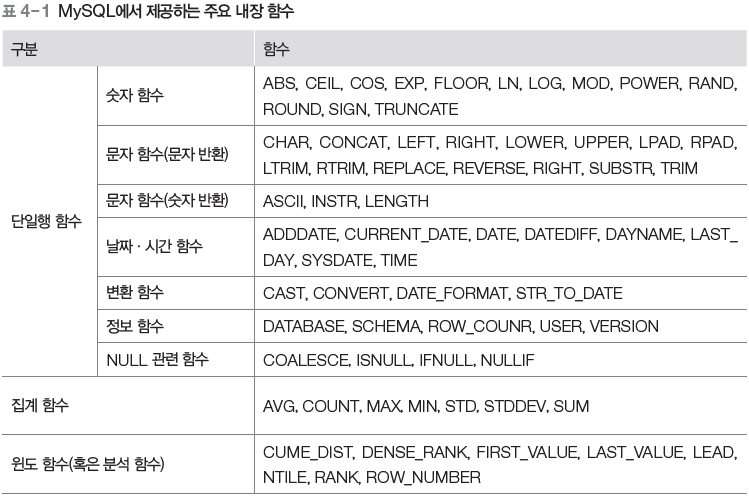 표 4-1 MySQL에서 제공하는 주요 내장 함수
구분 함수
단일행 함수
숫자 함수
ABS, CEIL, COS, EXP, FLOOR, LN, LOG, MOD, POWER, RAND,
ROUND, SIGN, TRUNCATE
문자 함수(문자 반환)
CHAR, CONCAT, LEFT, RIGHT, LOWER, UPPER, LPAD, RPAD,
LTRIM, RTRIM, REPLACE, REVERSE, RIGHT, SUBSTR, TRIM
문자 함수(숫자 반환)
ASCII, INSTR, LENGTH
날짜·시간 함수
ADDDATE, CURRENT_DATE, DATE, DATEDIFF, DAYNAME, LAST_
DAY, SYSDATE, TIME
변환 함수
CAST, CONVERT, DATE_FORMAT, STR_TO_DATE
정보 함수
DATABASE, SCHEMA, ROW_COUNR, USER, VERSION
NULL 관련 함수
COALESCE, ISNULL, IFNULL, NULLIF
집계 함수
AVG, COUNT, MAX, MIN, STD, STDDEV, SUM
윈도 함수(혹은 분석 함수)
CUME_DIST, DENSE_RANK, FIRST_VALUE, LAST_VALUE, LEAD,
NTILE, RANK, ROW_NUMBER